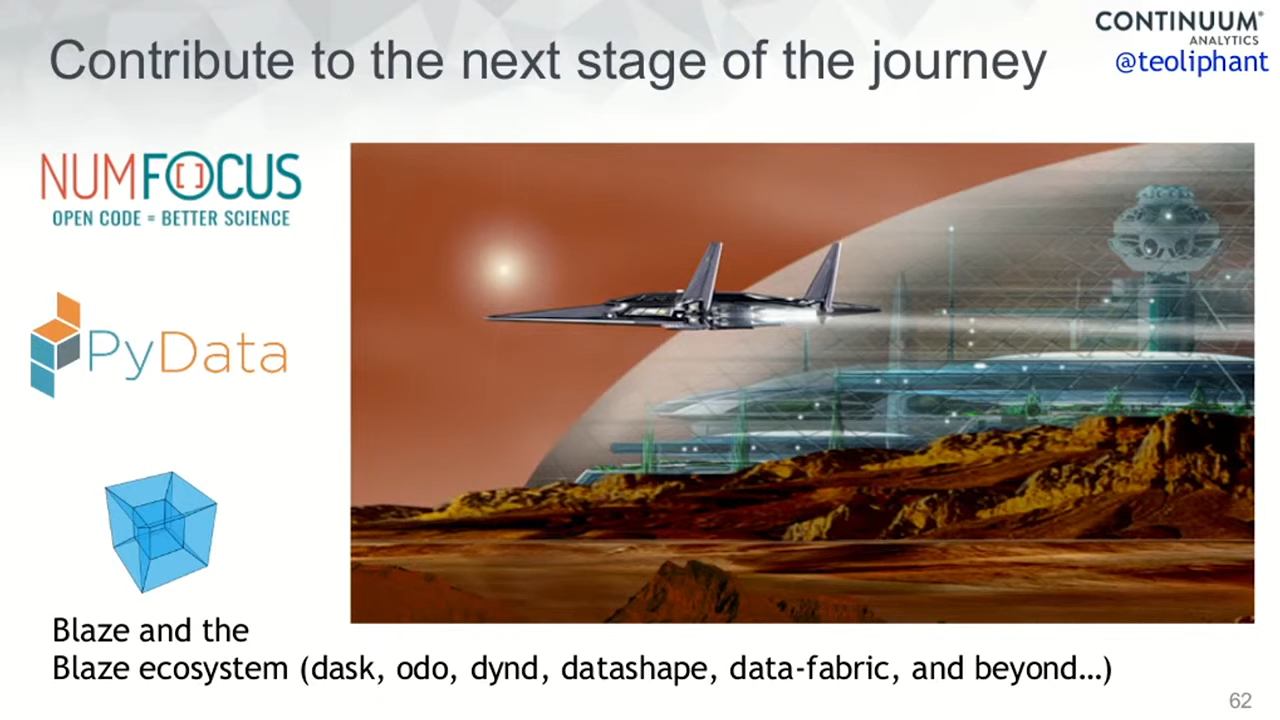 Contribute to the next stage of the journey
CONTINUUM®
ANALYTICS
@teoliphant
NUMFOCUS
OPEN CODE = BETTER SCIENCE
PyData
Blaze and the
Blaze ecosystem (dask, odo, dynd, datashape, data-fabric, and beyond…)
62